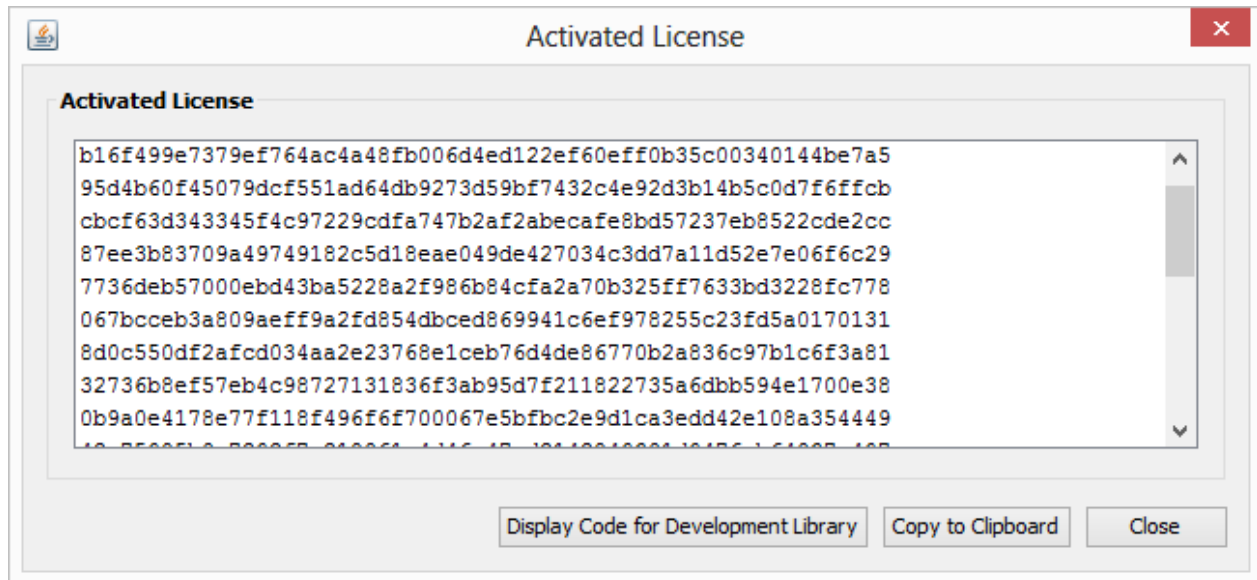 Activated License
Activated License
b16f499e7379ef764ac4a48fb006d4ed122ef60eff0b35c00340144be7a5
95d4b60f45079dcf551ad64db9273d59bf7432c4e92d3b14b5c0d7f6ffcb
cbcf63d343345f4c97229cdfa747b2af2abecafe8bd57237eb8522cde2cc
87ee3b83709a49749182c5d18eae049de427034c3dd7a11d52e7e06f6c29
7736deb57000ebd43ba5228a2f986b84cfa2a70b325ff7633bd3228fc778
067bcceb3a809aeff9a2fd854dbced869941c6ef978255c23fd5a0170131
8d0c550df2afcd034aa2e23768e1ceb76d4de86770b2a836c97b1c6f3a81
32736b8ef57eb4c98727131836f3ab95d7f211822735a6dbb594e1700e38
0b9a0e4178e77f118f496f6f700067e5bfbc2e9d1ca3edd42e108a354449
Display Code for Development Library
Copy to Clipboard
Close